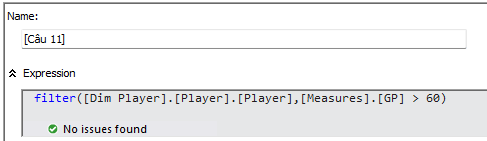 Name:
[Câu 11]
Expression
filter([Dim Player].[Player].[Player],[Measures].[GP] > 60)
No issues found